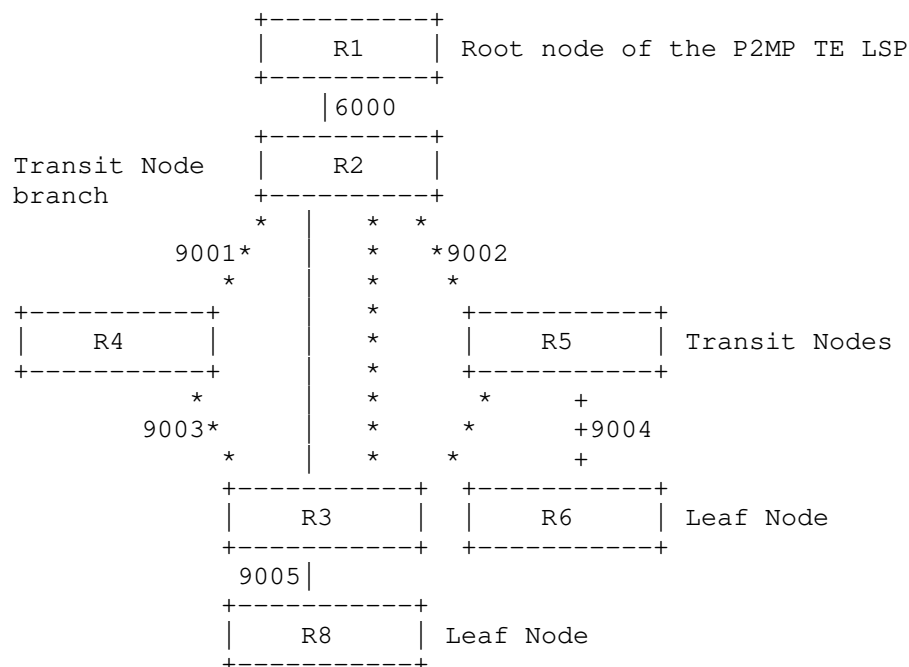 R1 Root node of the P2MP TE LSP
6000
Transit Node R2
branch
9001 9002
R4 R5 Transit Nodes
9003 9004
R3 R6 Leaf Node
9005
R8 Leaf Node